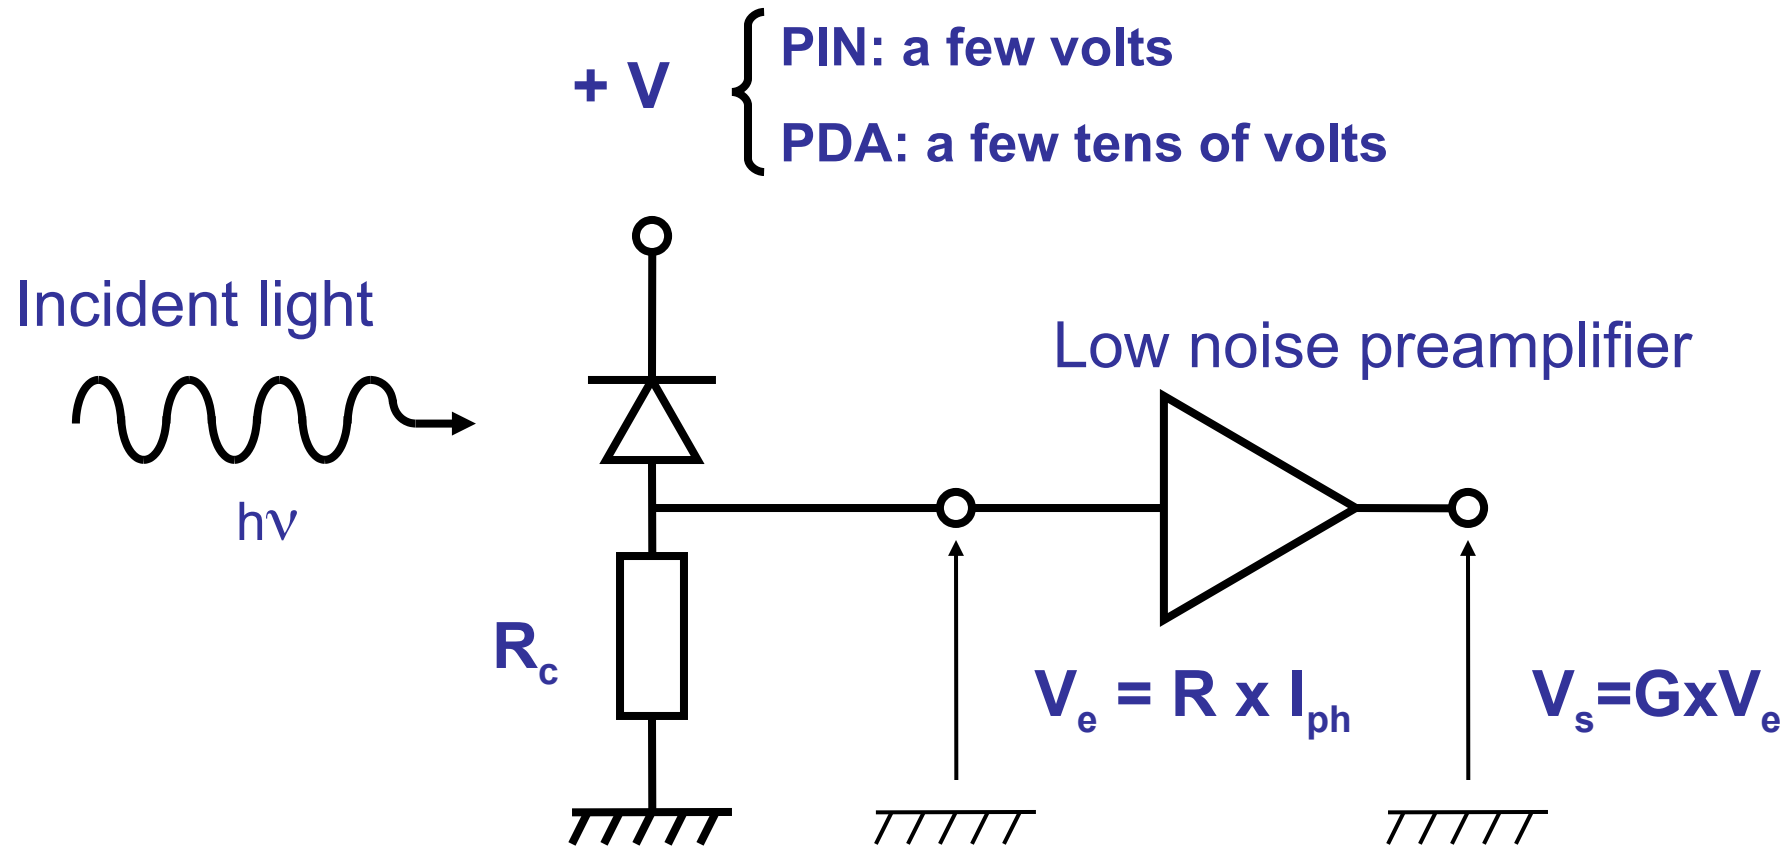 + V
PIN: a few volts
PDA: a few tens of volts
Incident light
hν
Low noise preamplifier
Rc
Ve = R x Iph
Vs=GxVe